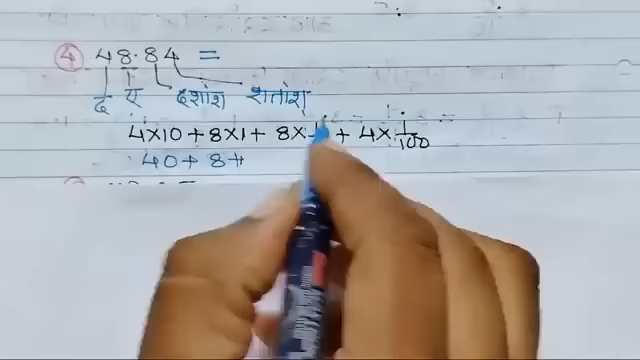 ④ 48.84 =
द ए दशांश शतांश
4×10 + 8×1 + 8× + 4× 1/100
40 + 8 +